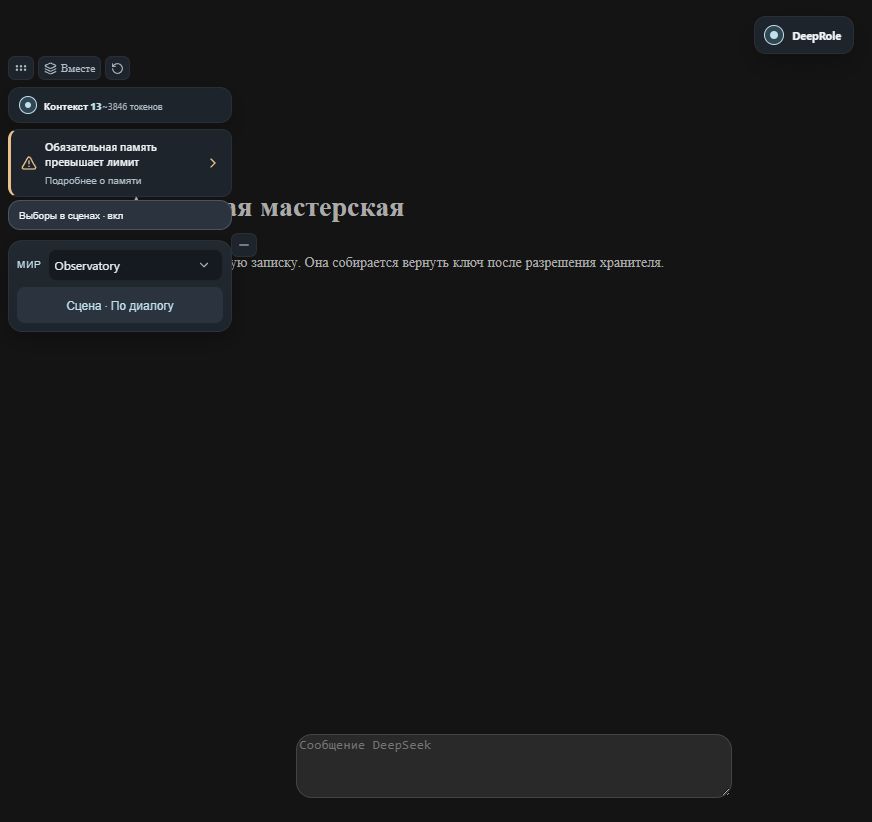 DeepRole
Вместе
Контекст 13~3846 токенов
Обязательная память
превышает лимит
Подробнее о памяти
ая мастерская
Выборы в сценах · вкл
МИР Observatory
ую записку. Она собирается вернуть ключ после разрешения хранителя.
Сцена · По диалогу
Сообщение DeepSeek